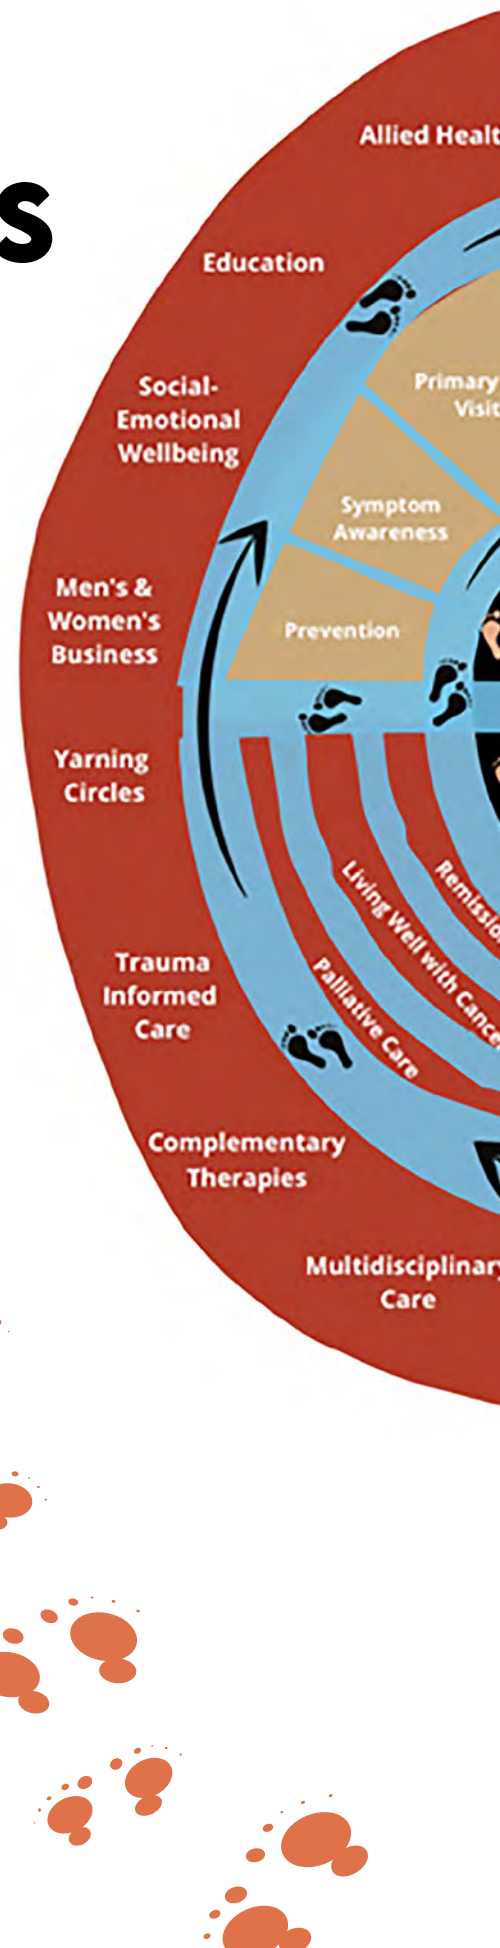 s
Allied Healt
Education
Social-
Emotional
Wellbeing
Primary
Visit
Symptom
Awareness
Men's &
Women's
Business
Prevention
Yarning
Circles
Remissio
Living Well with Cance
Palliative Care
Trauma
Informed
Care
Complementary
Therapies
Multidisciplinary
Care